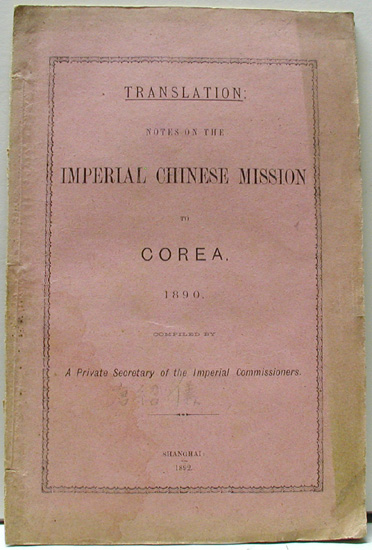 TRANSLATION:
NOTES ON THE
IMPERIAL CHINESE MISSION
TO
COREA,
1890.
COMPILED BY
A Private Secretary of the Imperial Commissioners.
SHANGHAI
1892.